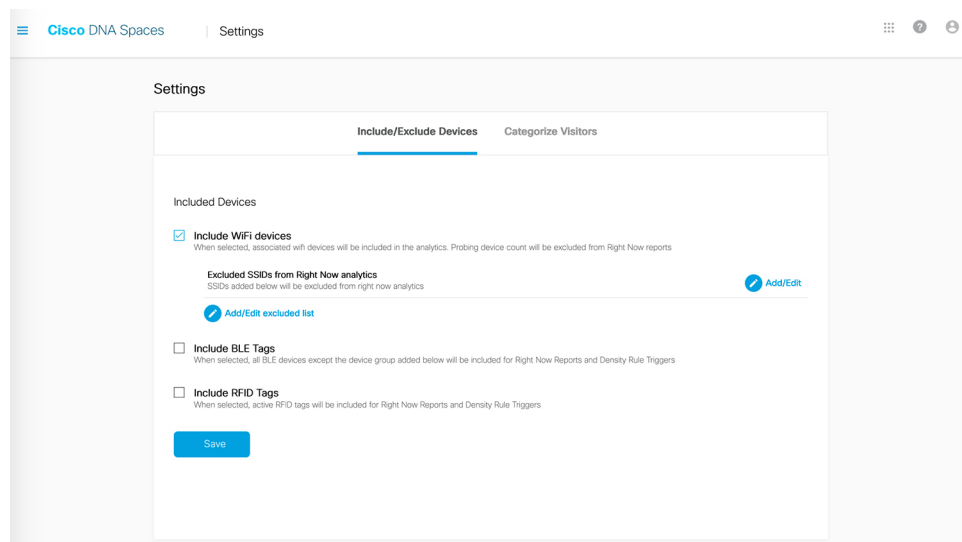 Cisco DNA Spaces
Settings
?
Settings
Include/Exclude Devices
Categorize Visitors
Included Devices
Include WiFi devices
When selected, associated wifi devices will be included in the analytics. Probing device count will be excluded from Right Now reports
Excluded SSIDs from Right Now analytics
SSIDs added below will be excluded from right now analytics
Add/Edit
Add/Edit excluded list
Include BLE Tags
When selected, all BLE devices except the device group added below will be included for Right Now Reports and Density Rule Triggers
Include RFID Tags
When selected, active RFID tags will be included for Right Now Reports and Density Rule Triggers
Save